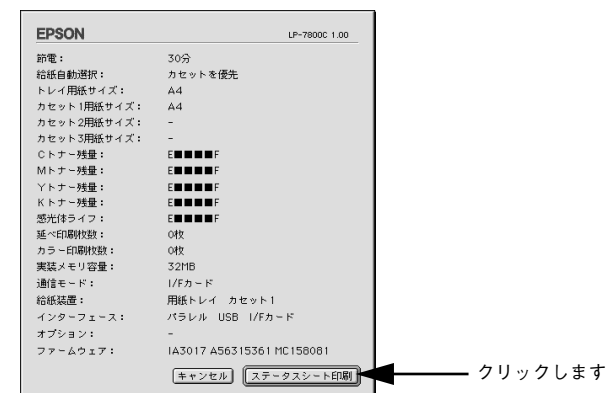 EPSON LP-7800C 1.00
節電： 30分
給紙自動選択： カセットを優先
トレイ用紙サイズ： A4
カセット1用紙サイズ： A4
カセット2用紙サイズ： -
カセット3用紙サイズ： -
Cトナー残量： E■■■■F
Mトナー残量： E■■■■F
Yトナー残量： E■■■■F
Kトナー残量： E■■■■F
感光体ライフ： E■■■■F
延べ印刷枚数： 0枚
カラー印刷枚数： 0枚
実装メモリ容量： 32MB
通信モード： I/Fカード
給紙装置： 用紙トレイ カセット1
インターフェース： パラレル USB I/Fカード
オプション： -
ファームウェア： IA3017 A56315361 MC158081
キャンセル ステータスシート印刷 クリックします